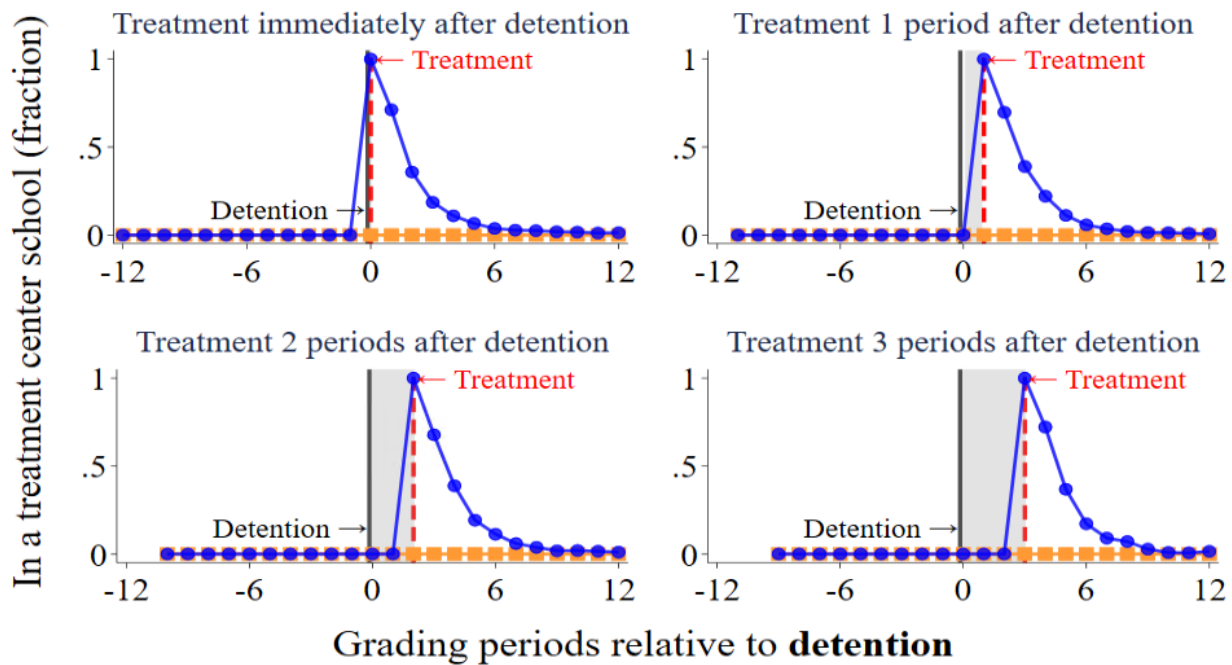 In a treatment center school (fraction)
Treatment immediately after detention
1
.5
0
← Treatment
Detention →
-12 -6 0 6 12
Treatment 1 period after detention
1
.5
0
← Treatment
Detention →
-12 -6 0 6 12
Treatment 2 periods after detention
1
.5
0
← Treatment
Detention →
-12 -6 0 6 12
Treatment 3 periods after detention
1
.5
0
← Treatment
Detention →
-12 -6 0 6 12
Grading periods relative to detention